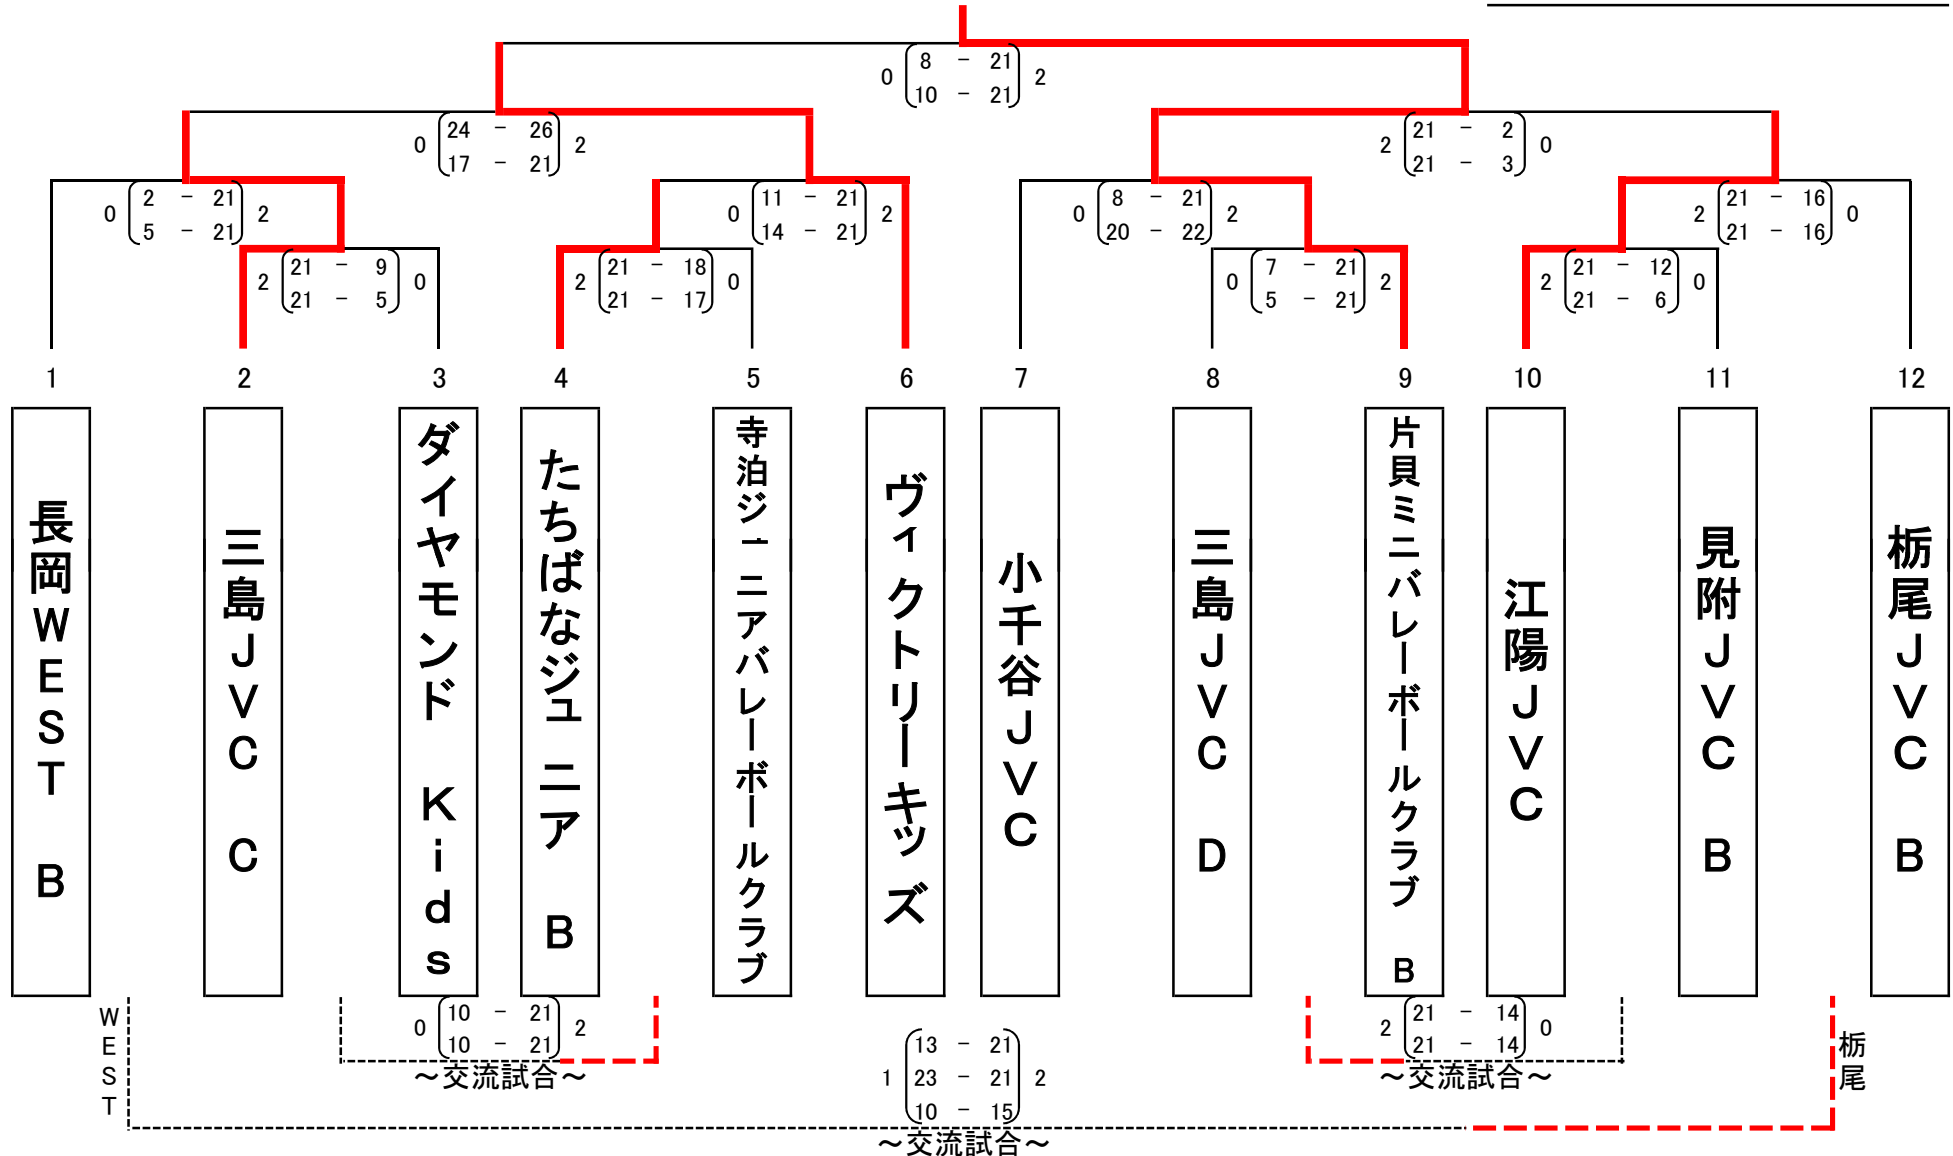 8 - 21
0 2
10 - 21
24 - 26
0 2
17 - 21
21 - 2
2 0
21 - 3
2 - 21
0 2
5 - 21
11 - 21
0 2
14 - 21
8 - 21
0 2
20 - 22
21 - 16
2 0
21 - 16
21 - 9
2 0
21 - 5
21 - 18
2 0
21 - 17
7 - 21
0 2
5 - 21
21 - 12
2 0
21 - 6
1 2 3 4 5 6 7 8 9 10 11 12
長岡WEST B
三島JVC C
ダイヤモンド Kids
たちばなジュニア B
寺泊ジーニアバレーボールクラブ
ヴィクトリーキッズ
小千谷JVC
三島JVC D
片貝ミニバレーボールクラブ B
江陽JVC
見附JVC B
栃尾JVC B
10 - 21
0 2
10 - 21
～交流試合～
21 - 14
2 0
21 - 14
～交流試合～
WEST
13 - 21
1 23 - 21 2
10 - 15
～交流試合～
栃尾